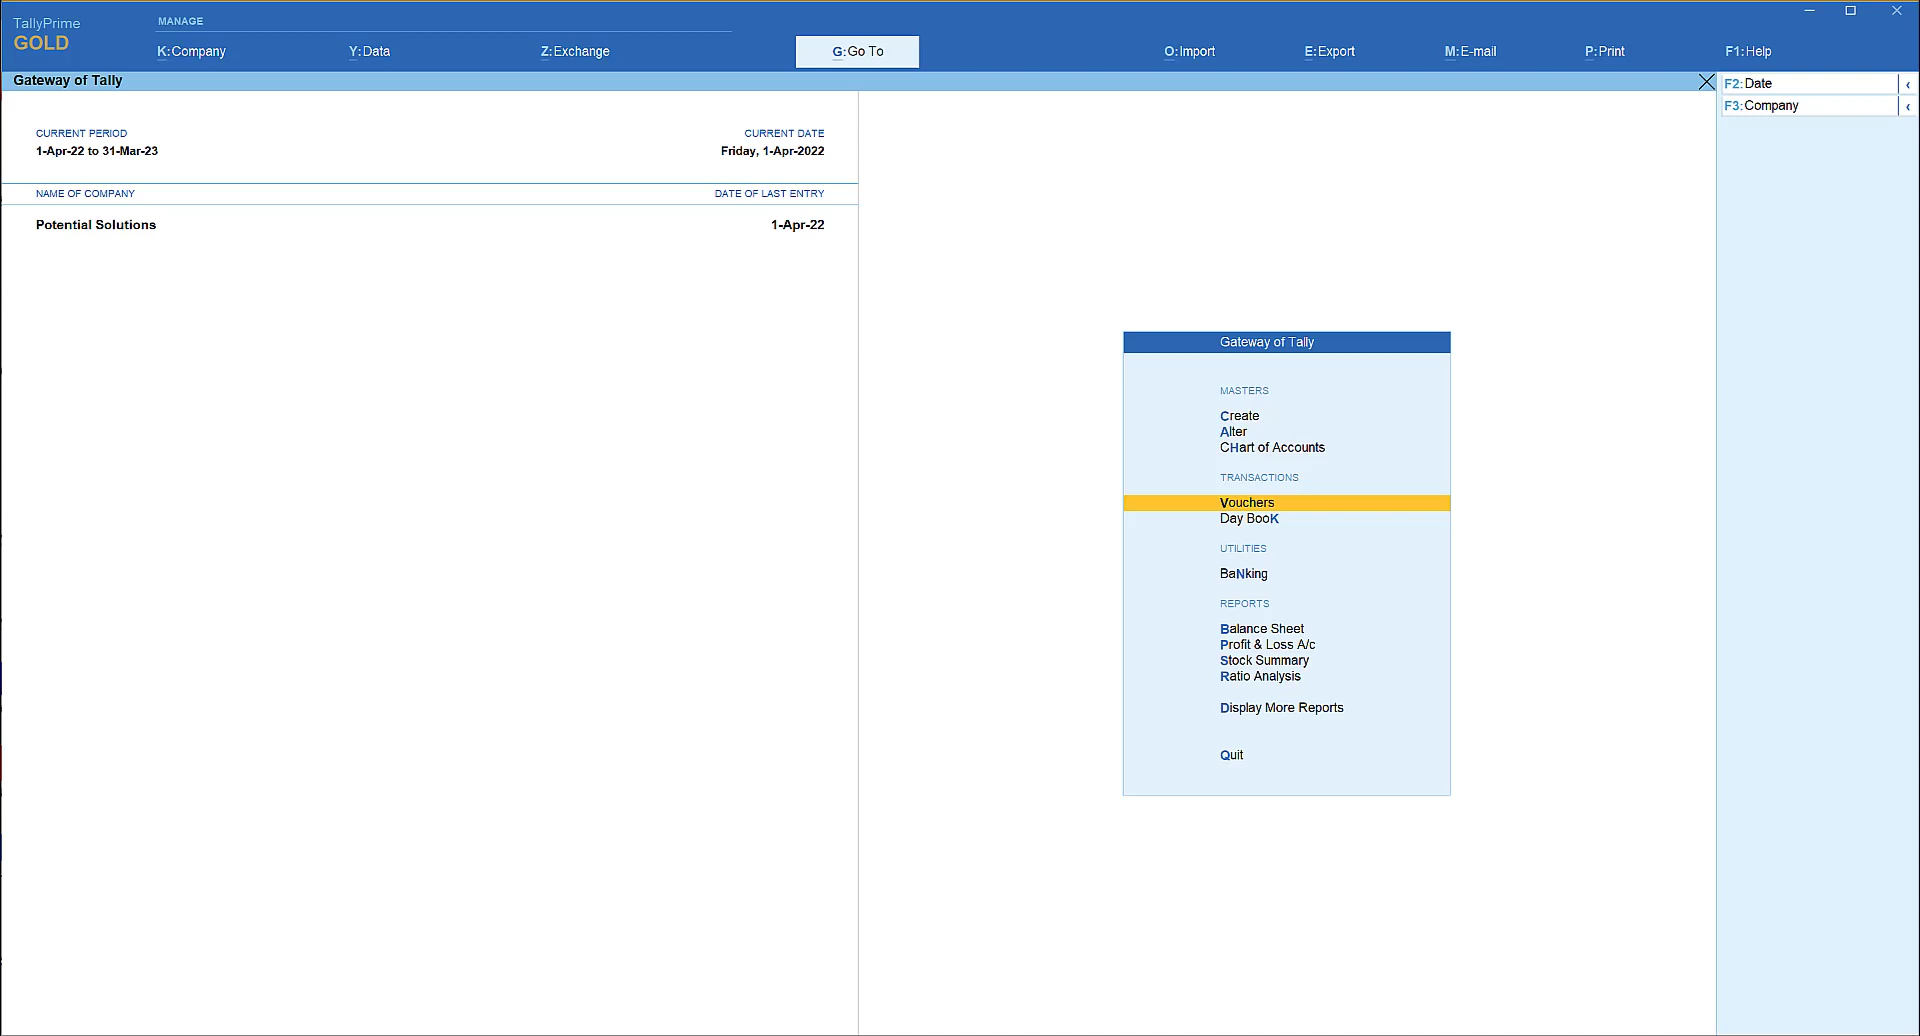 TallyPrime
GOLD
MANAGE
K:Company
Y:Data
Z:Exchange
G:Go To
O:Import
E:Export
M:E-mail
P:Print
F1:Help
Gateway of Tally
F2:Date
F3:Company
CURRENT PERIOD
CURRENT DATE
1-Apr-22 to 31-Mar-23
Friday, 1-Apr-2022
NAME OF COMPANY
DATE OF LAST ENTRY
Potential Solutions
1-Apr-22
Gateway of Tally
MASTERS
Create
Alter
CHart of Accounts
TRANSACTIONS
Vouchers
Day BooK
UTILITIES
BaNking
REPORTS
Balance Sheet
Profit & Loss A/c
Stock Summary
Ratio Analysis
Display More Reports
Quit